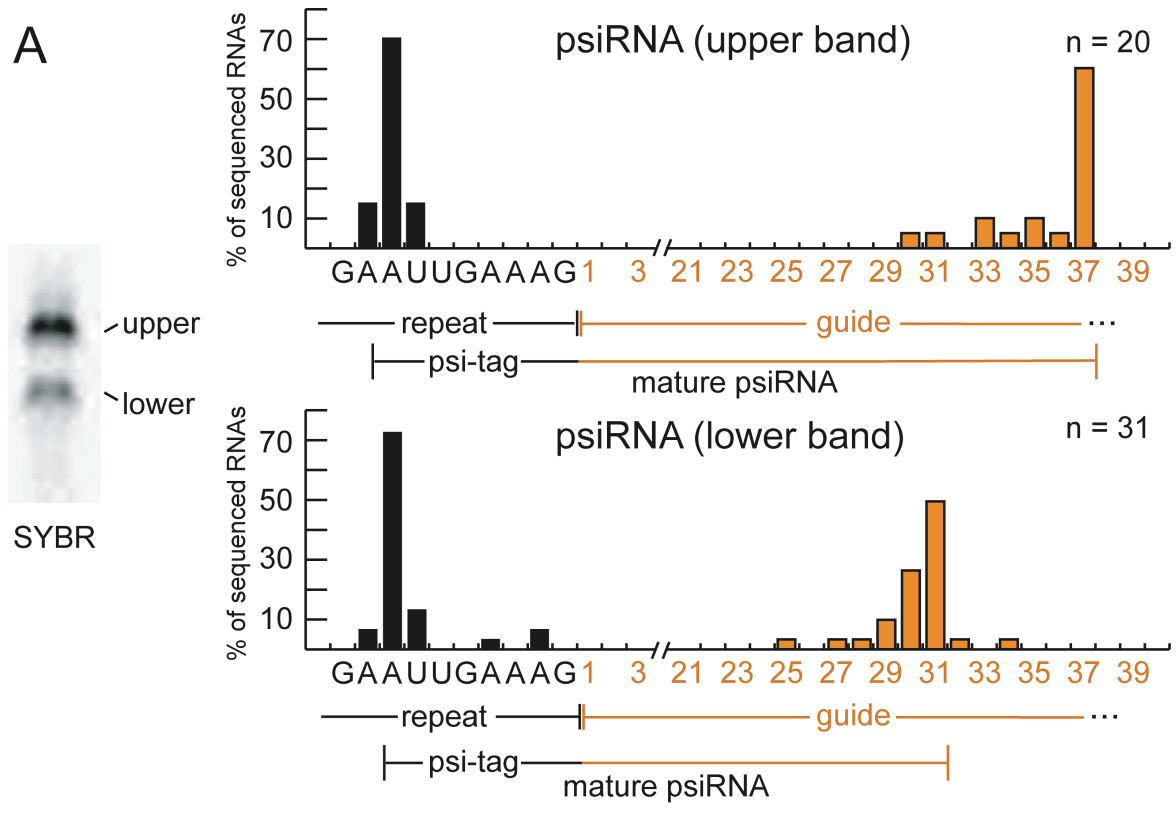 A
upper
lower
SYBR
psiRNA (upper band)
n = 20
% of sequenced RNAs
70
50
30
10
GAAUUGAAAG 1 3 21 23 25 27 29 31 33 35 37 39
repeat guide ...
psi-tag
mature psiRNA
psiRNA (lower band)
n = 31
% of sequenced RNAs
70
50
30
10
GAAUUGAAAG 1 3 21 23 25 27 29 31 33 35 37 39
repeat guide ...
psi-tag
mature psiRNA